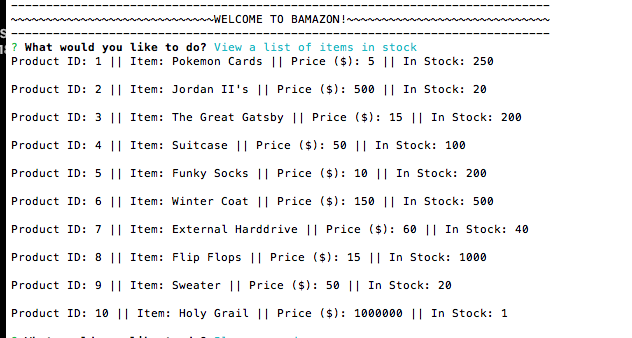 ----------------------------------------------------------------------------
~~~~~~~~~~~~~~~~~~~~~~~~~~~~~WELCOME TO BAMAZON!~~~~~~~~~~~~~~~~~~~~~~~~~~~~~
----------------------------------------------------------------------------
? What would you like to do? View a list of items in stock
Product ID: 1 || Item: Pokemon Cards || Price ($): 5 || In Stock: 250
Product ID: 2 || Item: Jordan II's || Price ($): 500 || In Stock: 20
Product ID: 3 || Item: The Great Gatsby || Price ($): 15 || In Stock: 200
Product ID: 4 || Item: Suitcase || Price ($): 50 || In Stock: 100
Product ID: 5 || Item: Funky Socks || Price ($): 10 || In Stock: 200
Product ID: 6 || Item: Winter Coat || Price ($): 150 || In Stock: 500
Product ID: 7 || Item: External Harddrive || Price ($): 60 || In Stock: 40
Product ID: 8 || Item: Flip Flops || Price ($): 15 || In Stock: 1000
Product ID: 9 || Item: Sweater || Price ($): 50 || In Stock: 20
Product ID: 10 || Item: Holy Grail || Price ($): 1000000 || In Stock: 1